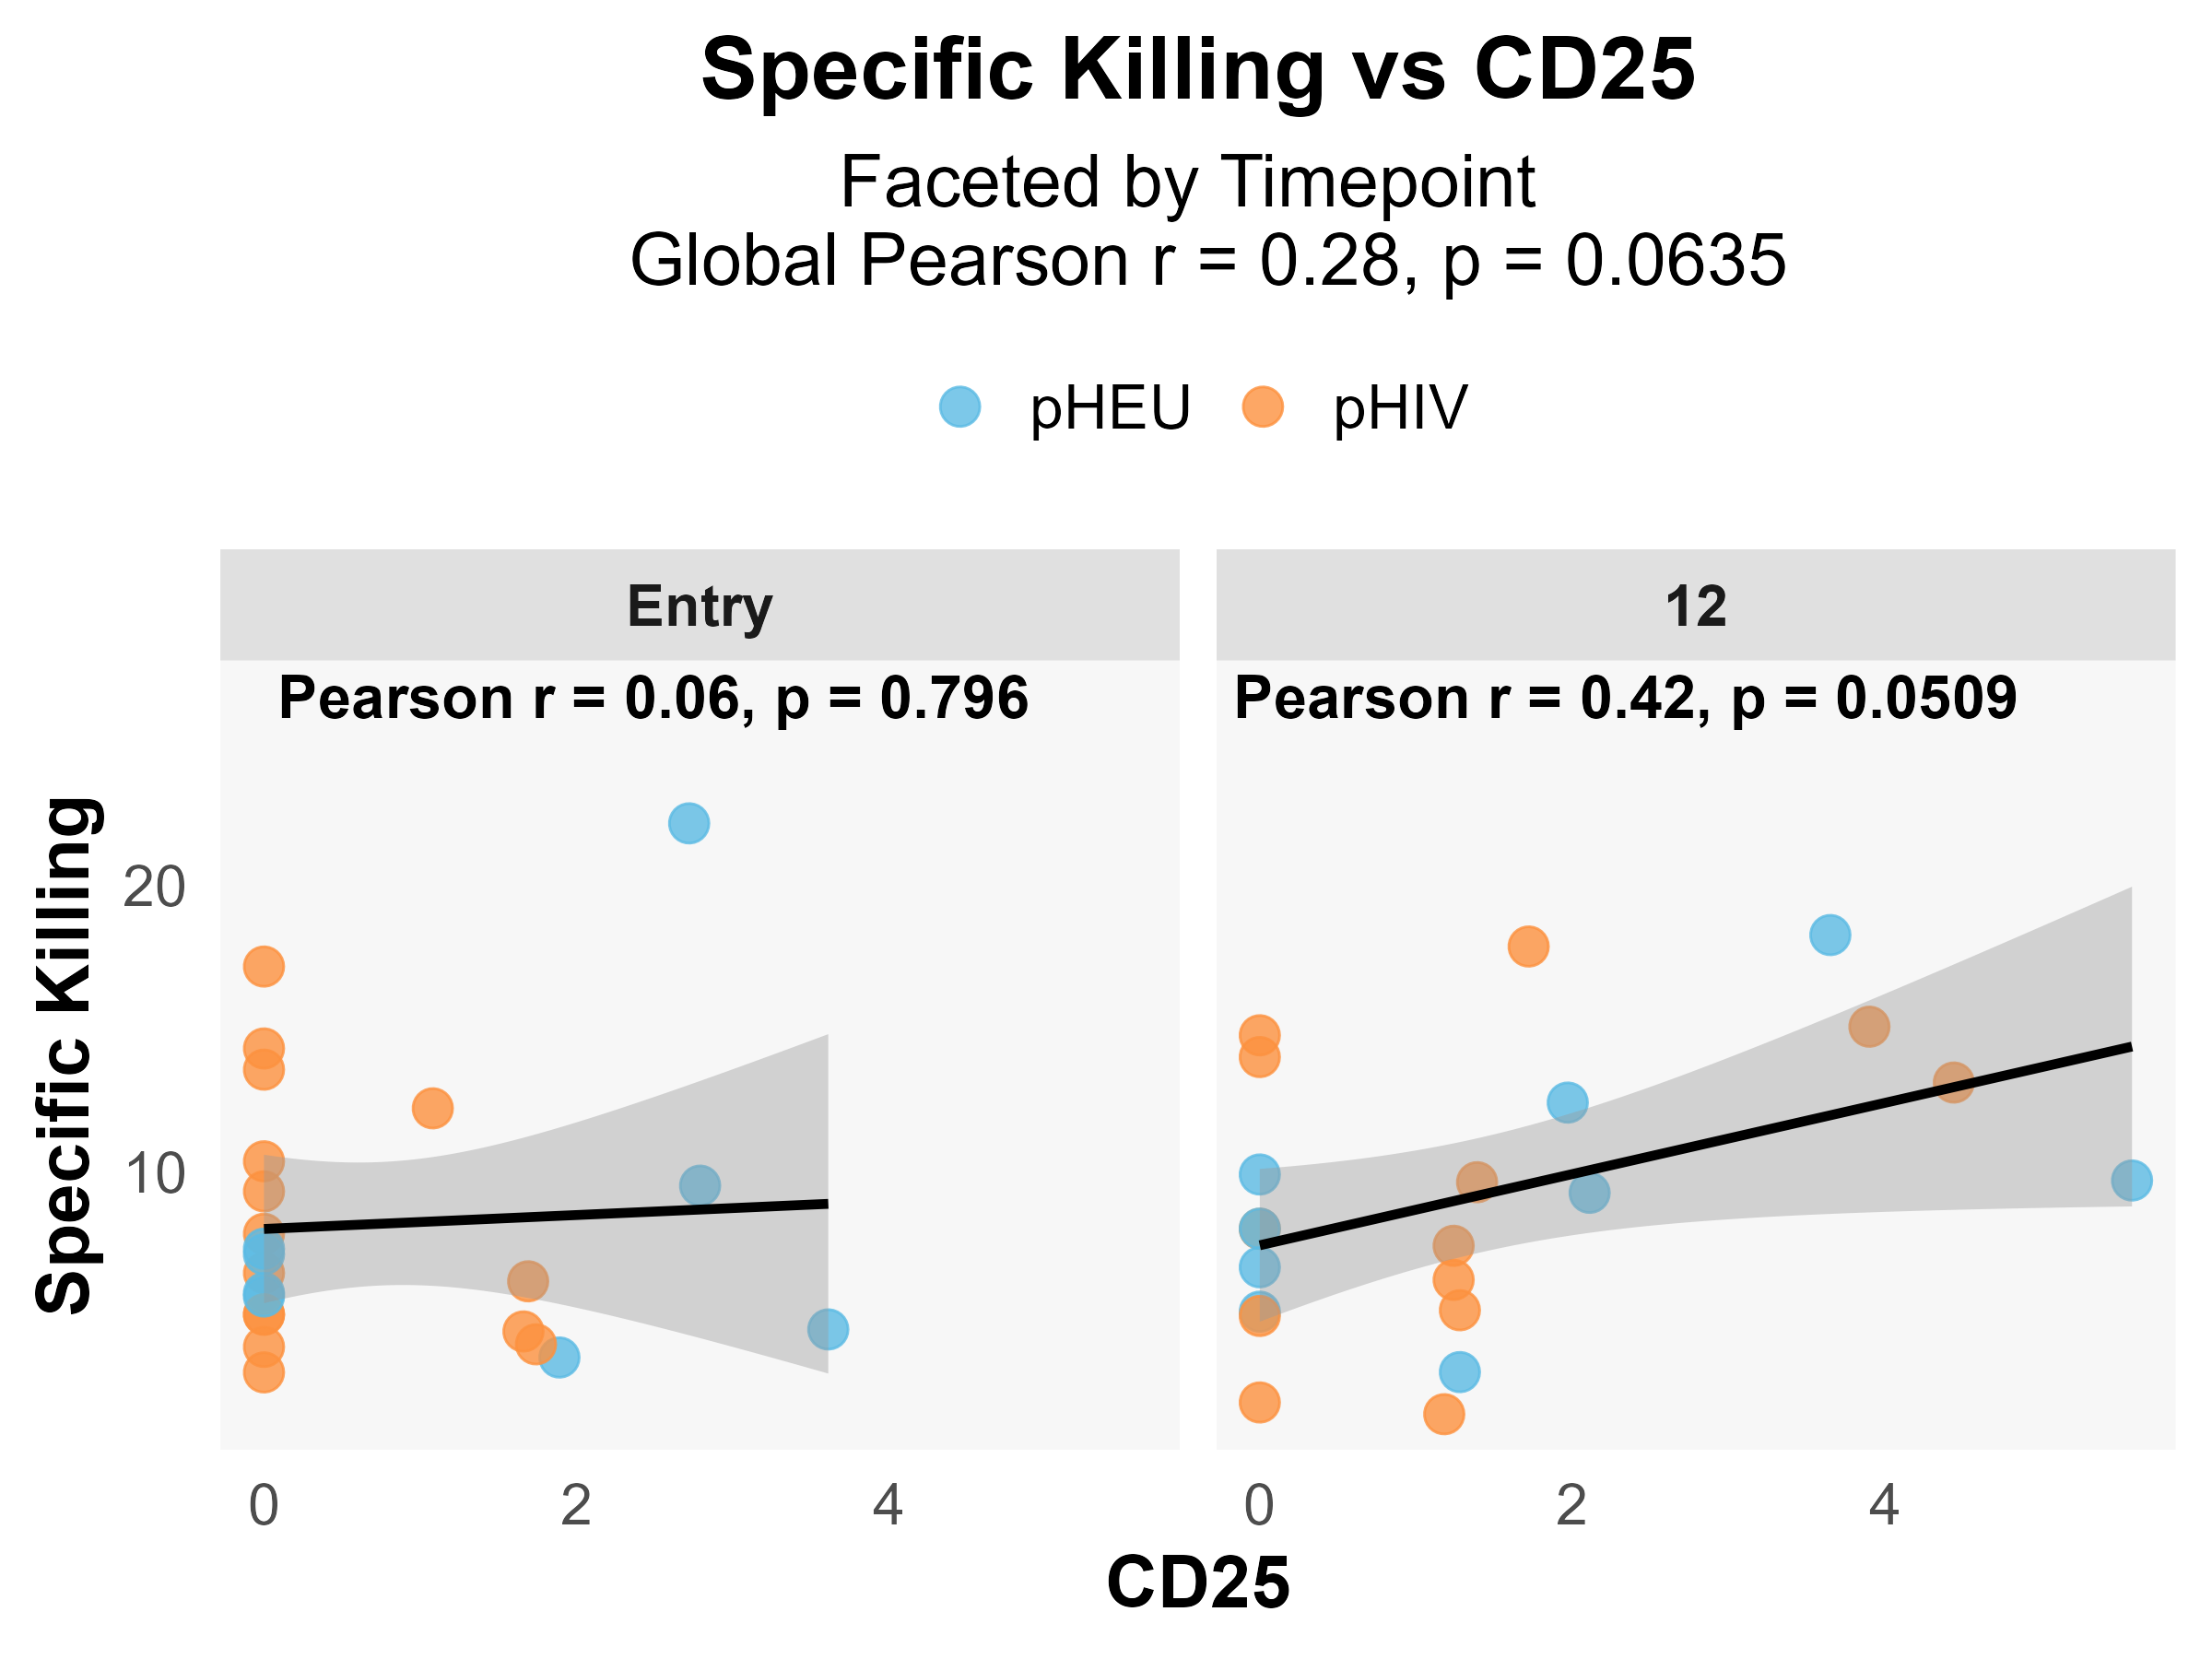 Specific Killing vs CD25
Faceted by Timepoint
Global Pearson r = 0.28, p = 0.0635
pHEU
pHIV
Entry
12
Pearson r = 0.06, p = 0.796
Pearson r = 0.42, p = 0.0509
Specific Killing
20
10
0
2
4
0
2
4
CD25